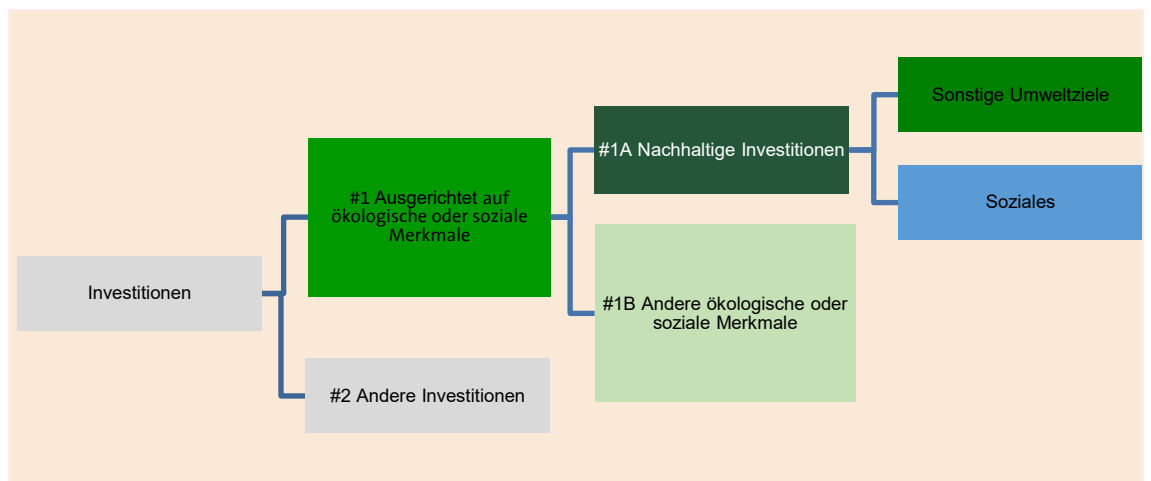 Investitionen
#1 Ausgerichtet auf
ökologische oder soziale
Merkmale
#2 Andere Investitionen
#1A Nachhaltige Investitionen
#1B Andere ökologische oder
soziale Merkmale
Sonstige Umweltziele
Soziales